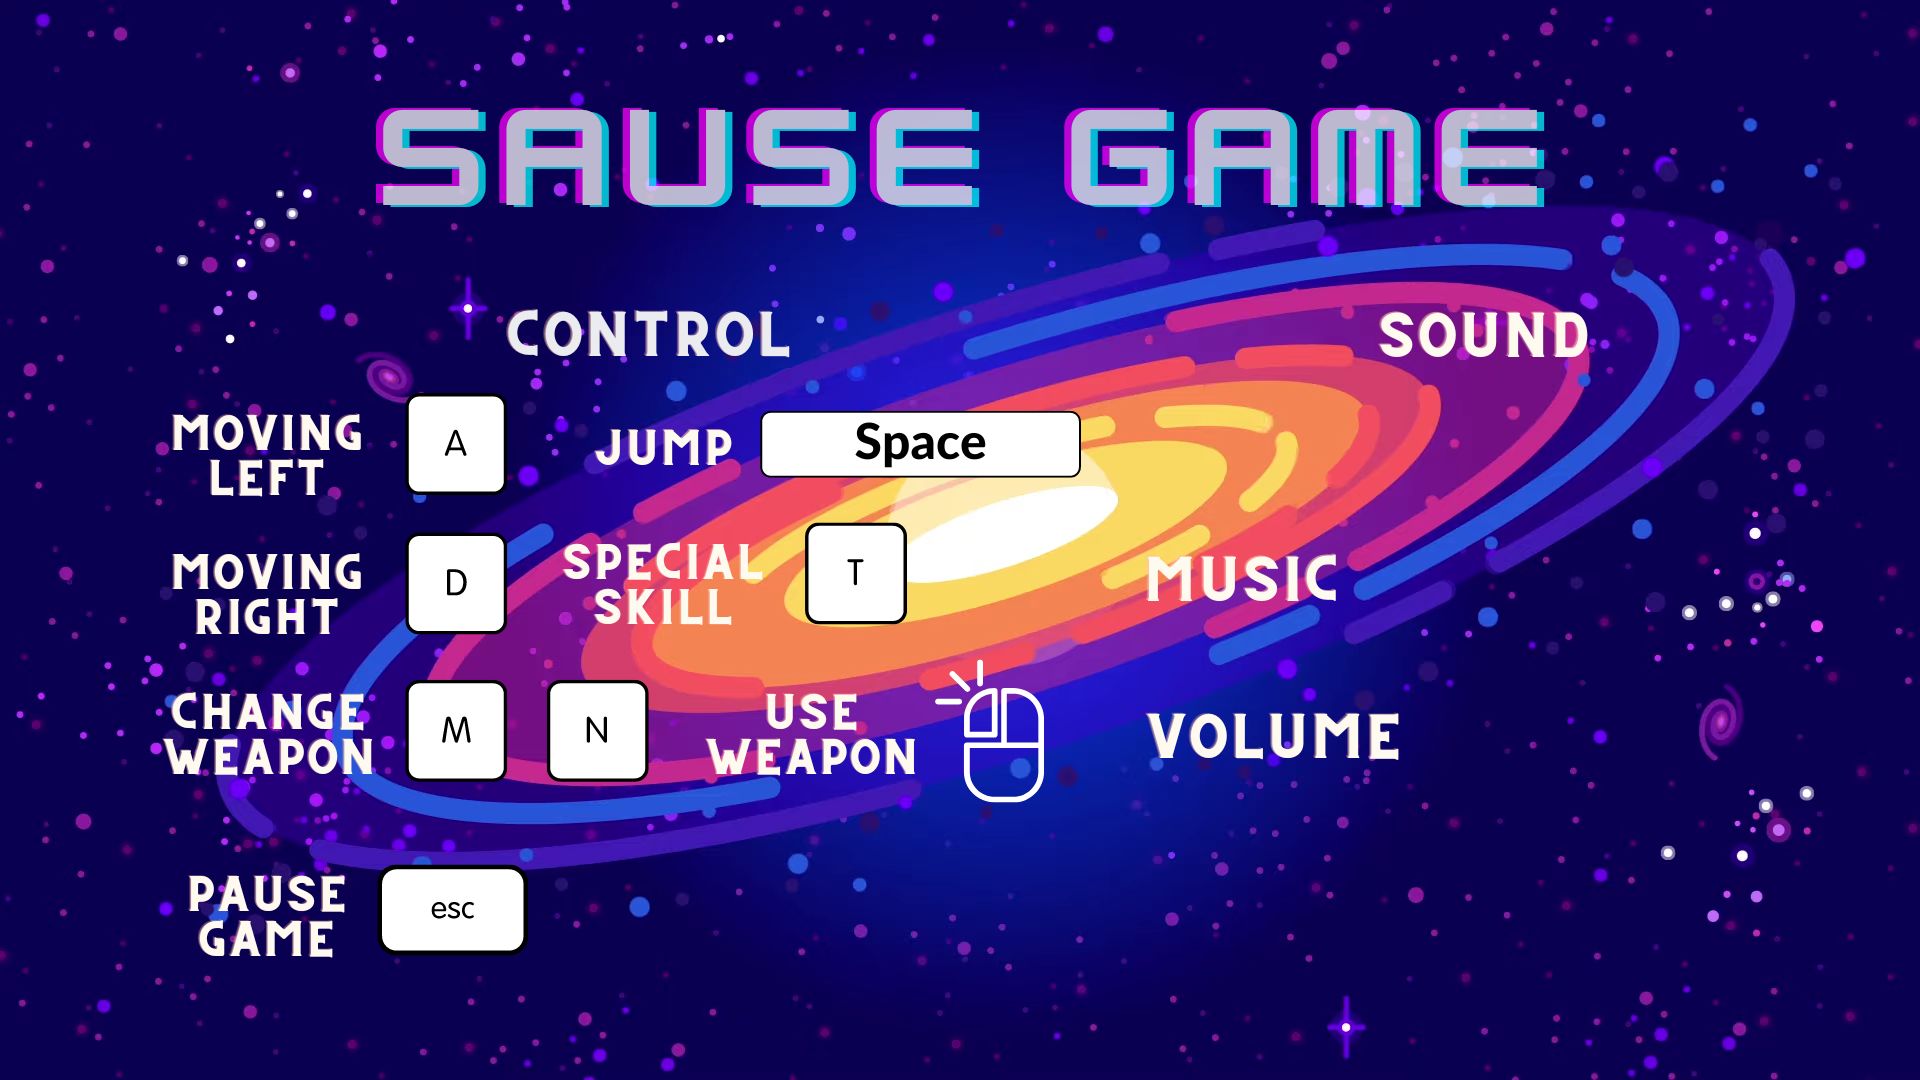 SAUSE GAME
CONTROL
SOUND
MOVING
LEFT
A
JUMP
Space
MOVING
RIGHT
D
SPECIAL
SKILL
T
MUSIC
CHANGE
WEAPON
M
N
USE
WEAPON
VOLUME
PAUSE
GAME
esc